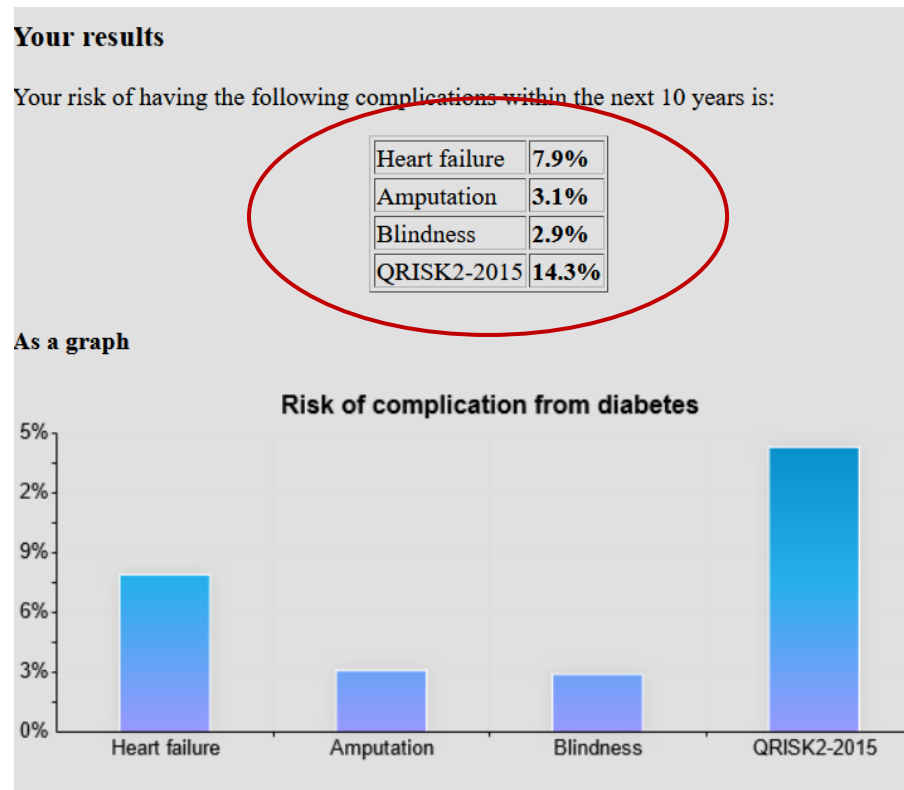 Your results
Your risk of having the following complications within the next 10 years is:
Heart failure 7.9%
Amputation 3.1%
Blindness 2.9%
QRISK2-2015 14.3%
As a graph
Risk of complication from diabetes
5%
2%
9%
6%
3%
0%
Heart failure Amputation Blindness QRISK2-2015